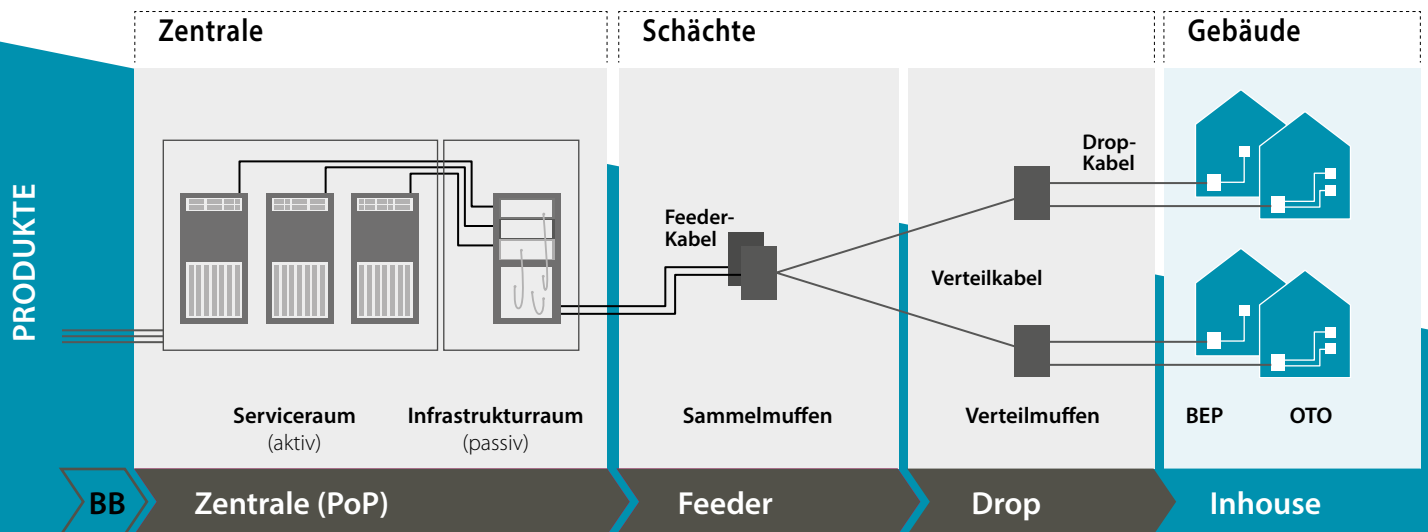 Zentrale
Schächte
Gebäude
PRODUKTE
Drop-
Kabel
Feeder-
Kabel
Verteilkabel
Serviceraum
(aktiv)
Infrastrukturraum
(passiv)
Sammelmuffen
Verteilmuffen
BEP
OTO
BB
Zentrale (PoP)
Feeder
Drop
Inhouse